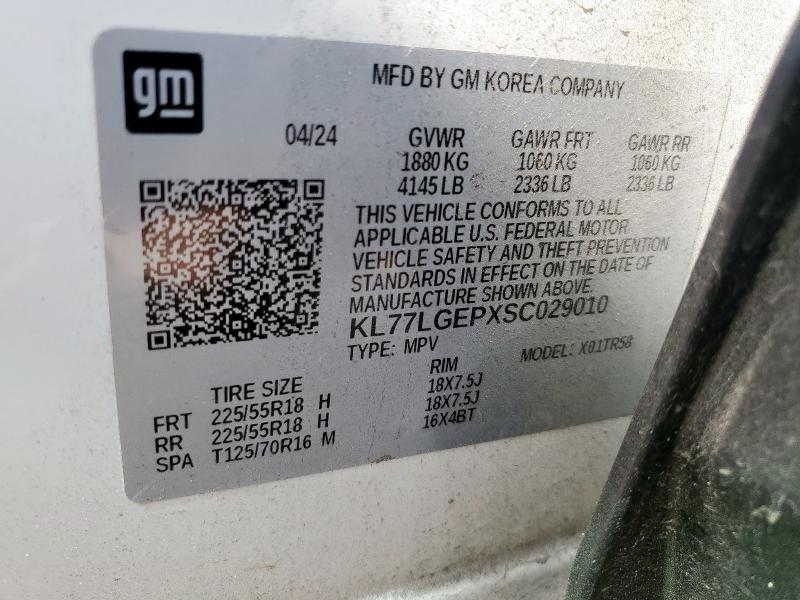 gm
MFD BY GM KOREA COMPANY
04/24 GVWR GAWR FRT GAWR RR
1880 KG 1060 KG 1060 KG
4145 LB 2336 LB 2336 LB
THIS VEHICLE CONFORMS TO ALL
APPLICABLE U.S. FEDERAL MOTOR
VEHICLE SAFETY AND THEFT PREVENTION
STANDARDS IN EFFECT ON THE DATE OF
MANUFACTURE SHOWN ABOVE.
KL77LGEPXSC029010
TYPE: MPV MODEL: X01TR58
TIRE SIZE RIM
FRT 225/55R18 H 18X7.5J
RR 225/55R18 H 18X7.5J
SPA T125/70R16 M 16X4BT